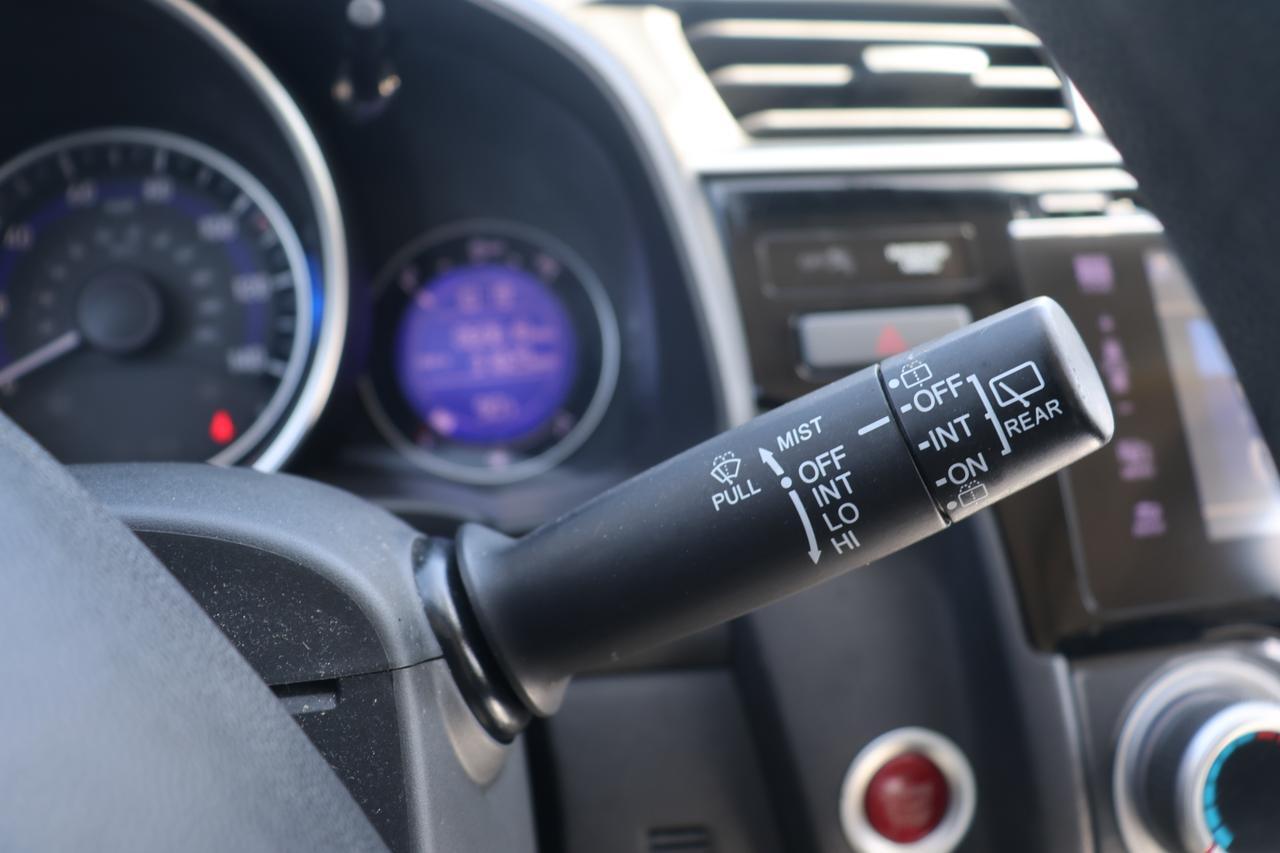 MIST
OFF
INT
LO
HI
PULL
OFF
INT
ON
REAR